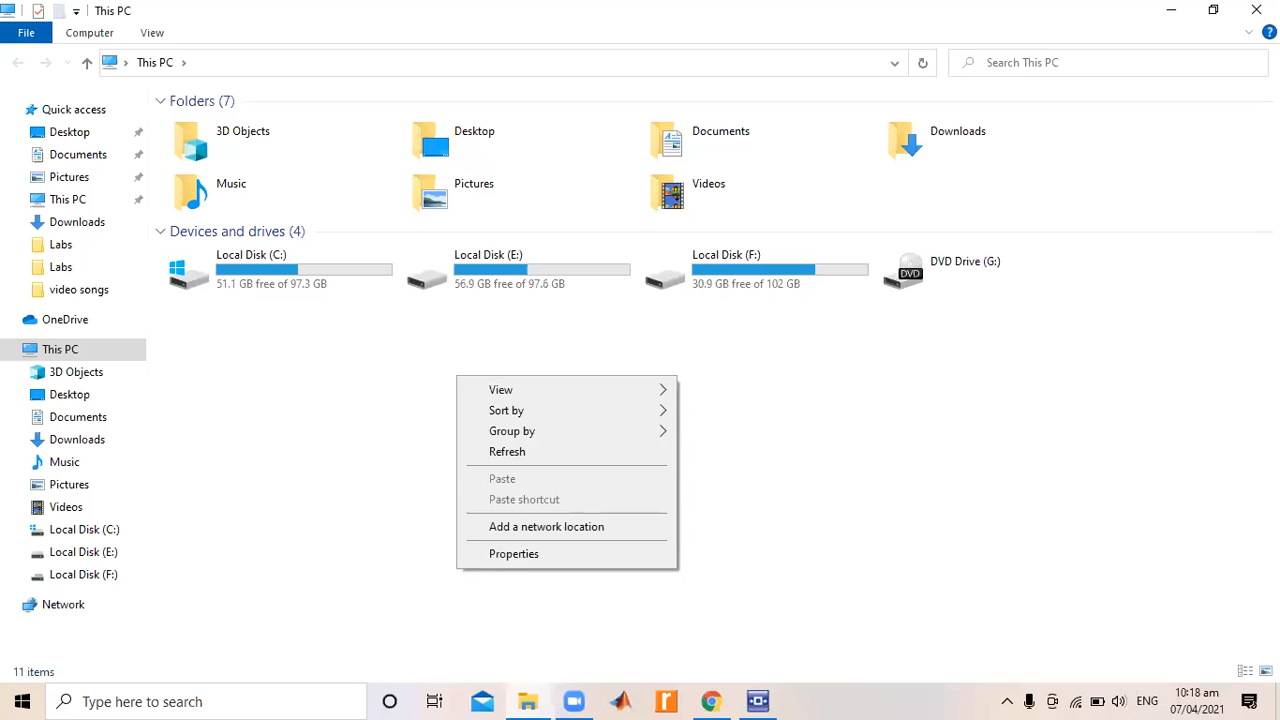 This PC
File
Computer
View
This PC
Search This PC
Quick access
Desktop
Documents
Pictures
This PC
Downloads
Labs
Labs
video songs
OneDrive
This PC
3D Objects
Desktop
Documents
Downloads
Music
Pictures
Videos
Local Disk (C:)
Local Disk (E:)
Local Disk (F:)
Network
Folders (7)
3D Objects
Desktop
Documents
Downloads
Music
Pictures
Videos
Devices and drives (4)
Local Disk (C:)
51.1 GB free of 97.3 GB
Local Disk (E:)
56.9 GB free of 97.6 GB
Local Disk (F:)
30.9 GB free of 102 GB
DVD Drive (G:)
DVD
View
Sort by
Group by
Refresh
Paste
Paste shortcut
Add a network location
Properties
11 items
Type here to search
r
ENG
10:18 am
07/04/2021